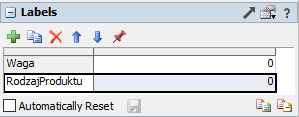 Labels
Waga 0
RodzajProduktu 0
Automatically Reset